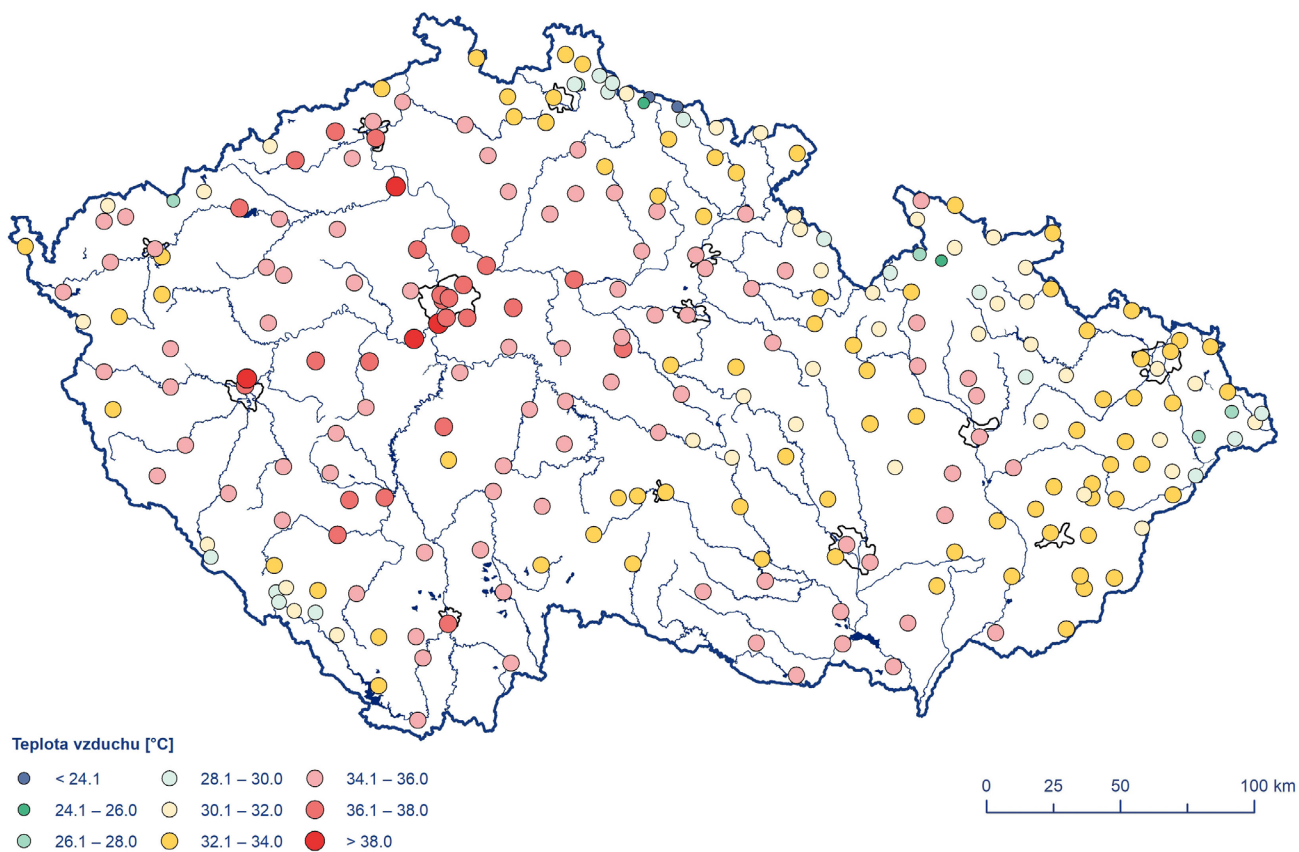 Teplota vzduchu [°C]
< 24.1
28.1 – 30.0
34.1 – 36.0
24.1 – 26.0
30.1 – 32.0
36.1 – 38.0
26.1 – 28.0
32.1 – 34.0
> 38.0
0 25 50 100 km